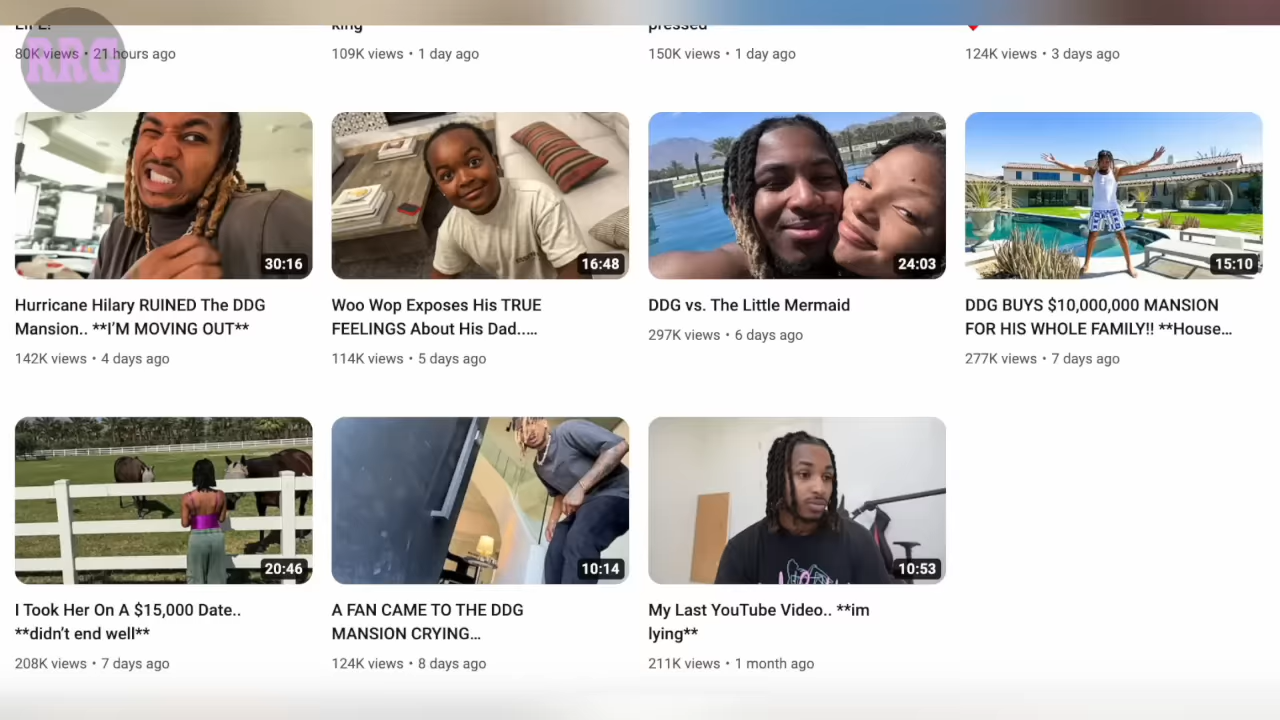 king
pressed
80K views • 21 hours ago
109K views • 1 day ago
150K views • 1 day ago
124K views • 3 days ago
RRG
30:16
16:48
24:03
15:10
Hurricane Hilary RUINED The DDG
Mansion.. **I’M MOVING OUT**
142K views • 4 days ago
Woo Wop Exposes His TRUE
FEELINGS About His Dad.....
114K views • 5 days ago
DDG vs. The Little Mermaid
297K views • 6 days ago
DDG BUYS $10,000,000 MANSION
FOR HIS WHOLE FAMILY!! **House...
277K views • 7 days ago
20:46
10:14
10:53
I Took Her On A $15,000 Date..
**didn’t end well**
208K views • 7 days ago
A FAN CAME TO THE DDG
MANSION CRYING...
124K views • 8 days ago
My Last YouTube Video.. **im
lying**
211K views • 1 month ago